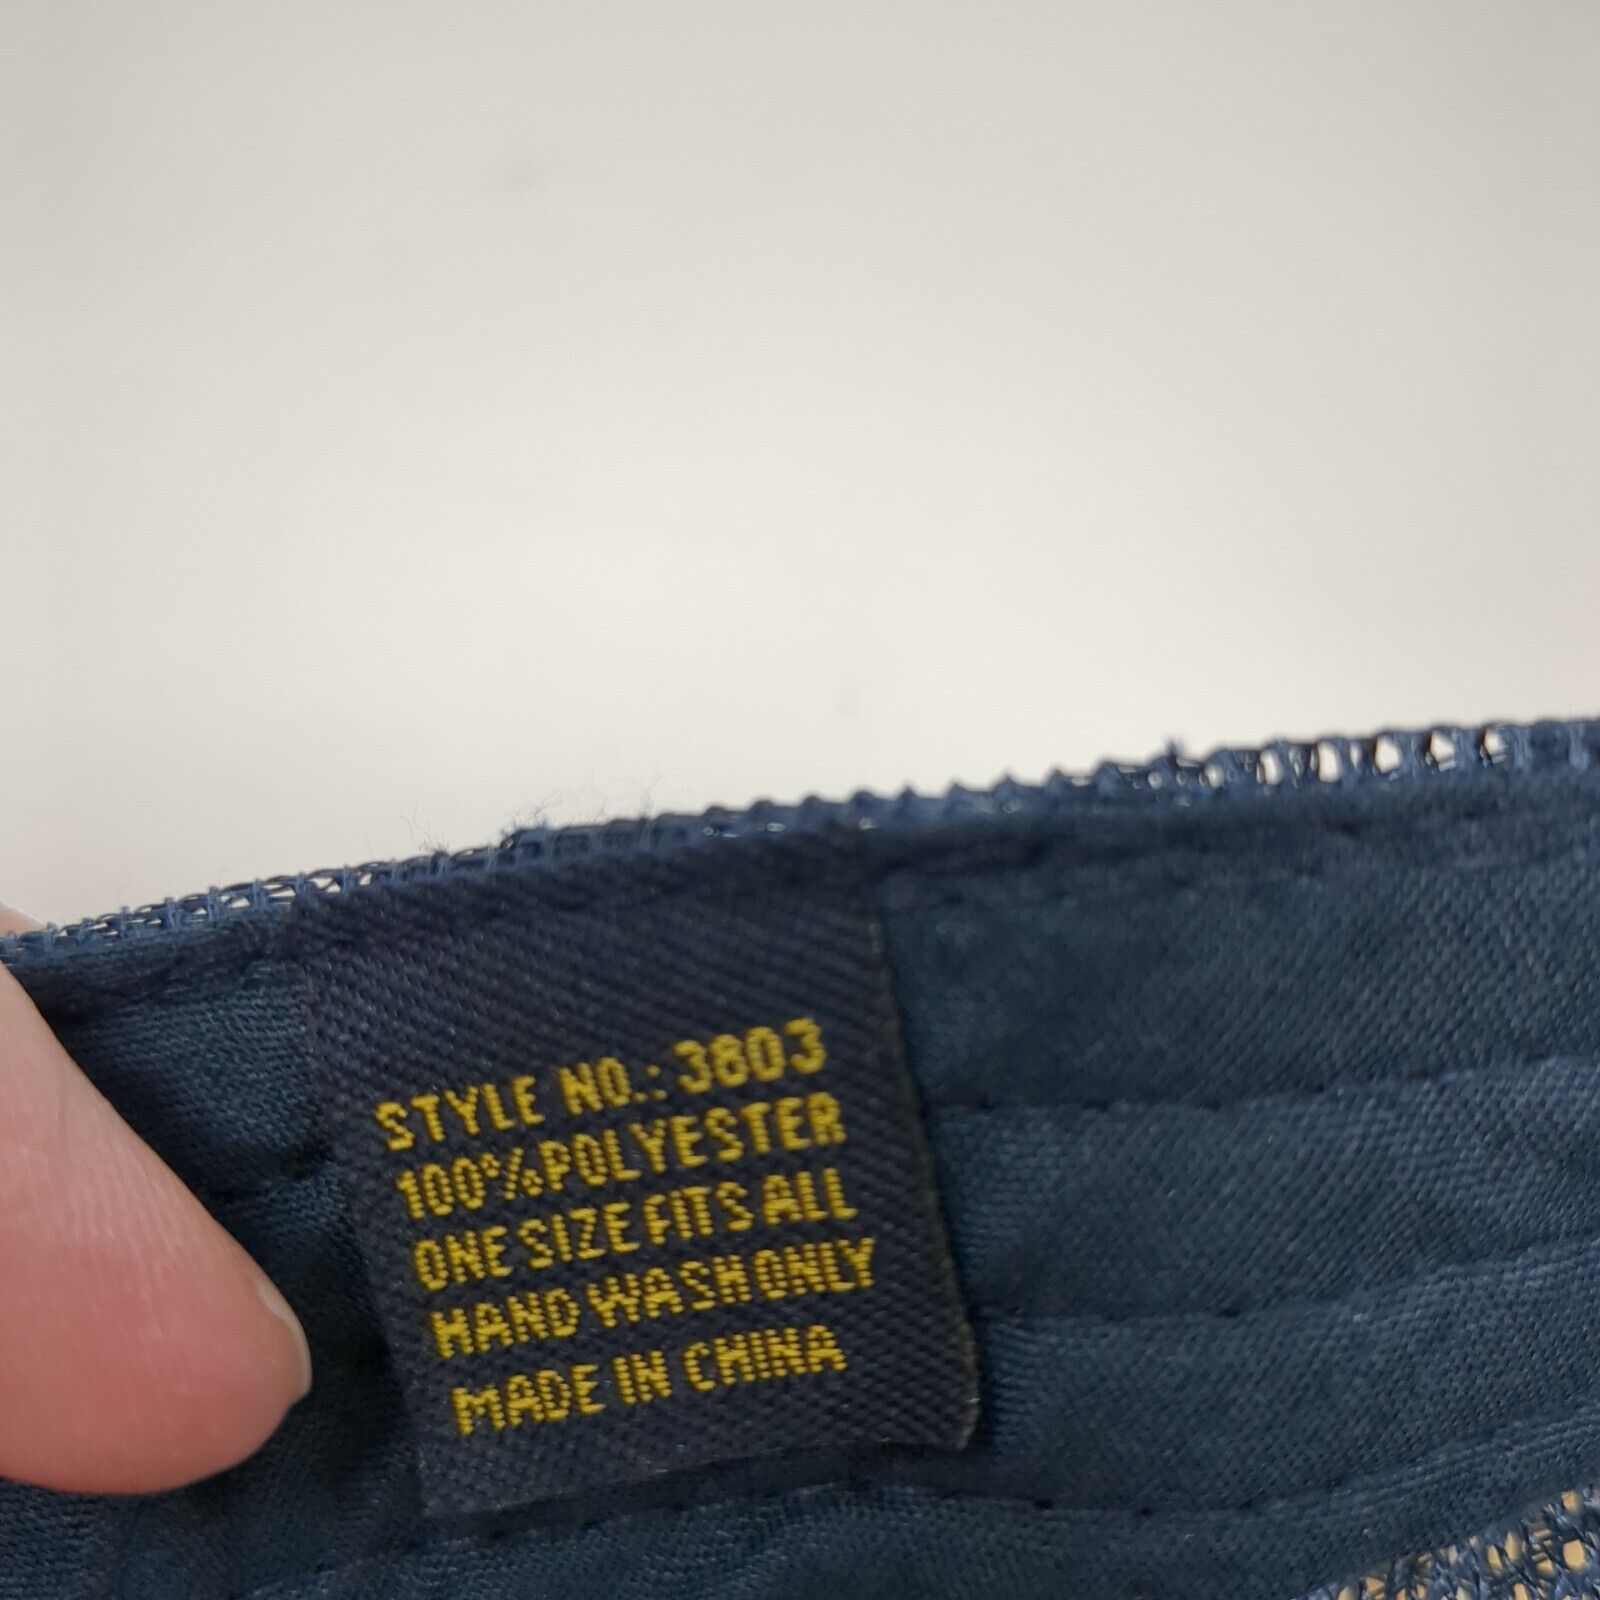 STYLE NO.: 3803
100%POLYESTER
ONE SIZE FITS ALL
HAND WASH ONLY
MADE IN CHINA